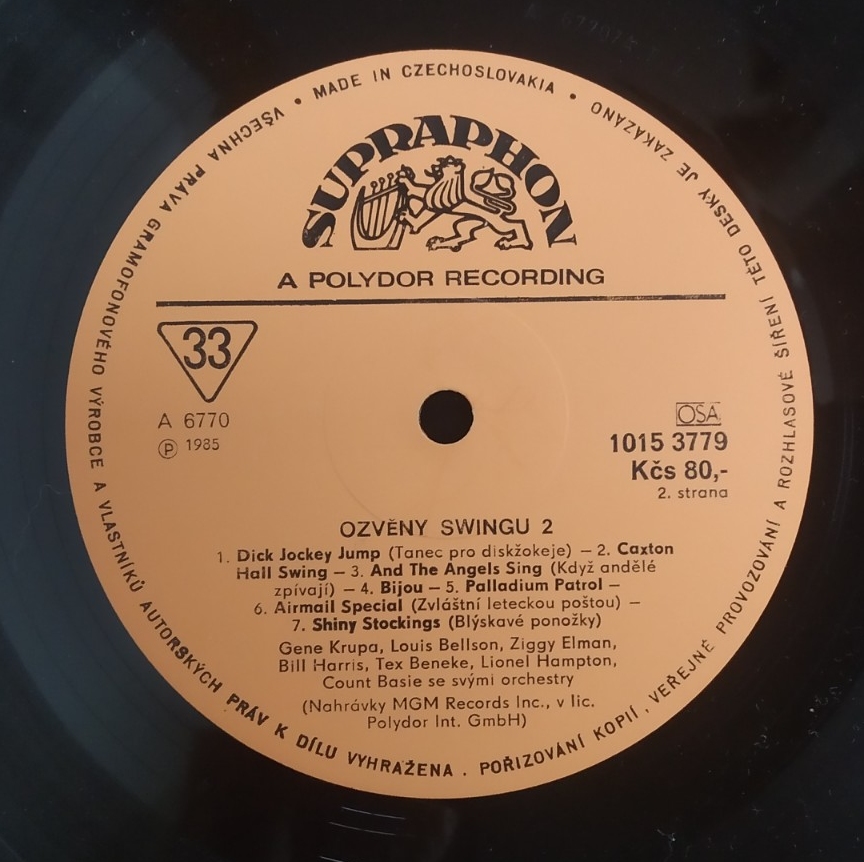 VŠECHNA PRÁVA GRAMOFONOVÉHO VÝROBCE A VLASTNÍKŮ AUTORSKÝCH PRÁV K DÍLU VYHRAŽENA . POŘIZOVÁNÍ KOPIÍ , VEŘEJNÉ PROVOZOVÁNÍ A ROZHLASOVÉ ŠÍŘENÍ TÉTO DESKY JE ZAKÁZÁNO • MADE IN CZECHOSLOVAKIA •
SUPRAPHON
A POLYDOR RECORDING
33
A 6770
Ⓟ 1985
OSA
1015 3779
Kčs 80,-
2. strana
OZVĚNY SWINGU 2
1. Dick Jockey Jump (Tanec pro diskžokeje) – 2. Caxton
Hall Swing – 3. And The Angels Sing (Když andělé
zpívají) – 4. Bijou – 5. Palladium Patrol –
6. Airmail Special (Zvláštní leteckou poštou) –
7. Shiny Stockings (Blýskavé ponožky)
Gene Krupa, Louis Bellson, Ziggy Elman,
Bill Harris, Tex Beneke, Lionel Hampton,
Count Basie se svými orchestry
(Nahrávky MGM Records Inc., v lic.
Polydor Int. GmbH)